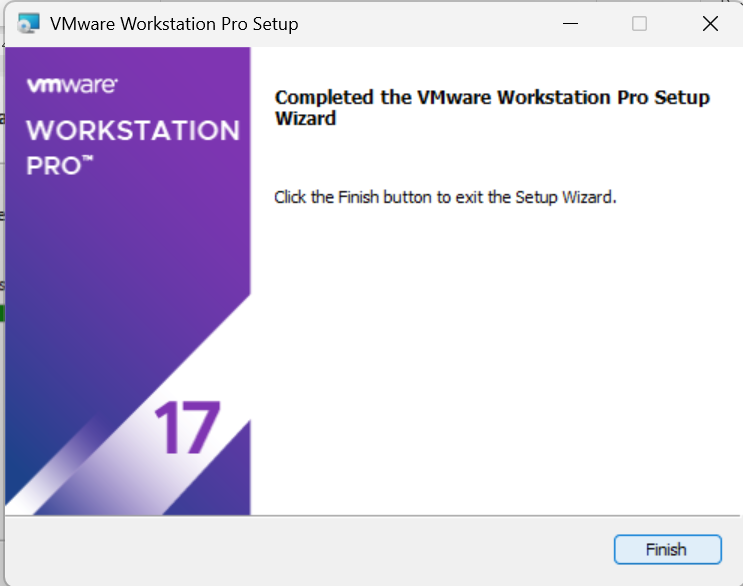 VMware Workstation Pro Setup
vmware
WORKSTATION
PRO™
17
Completed the VMware Workstation Pro Setup
Wizard
Click the Finish button to exit the Setup Wizard.
Finish